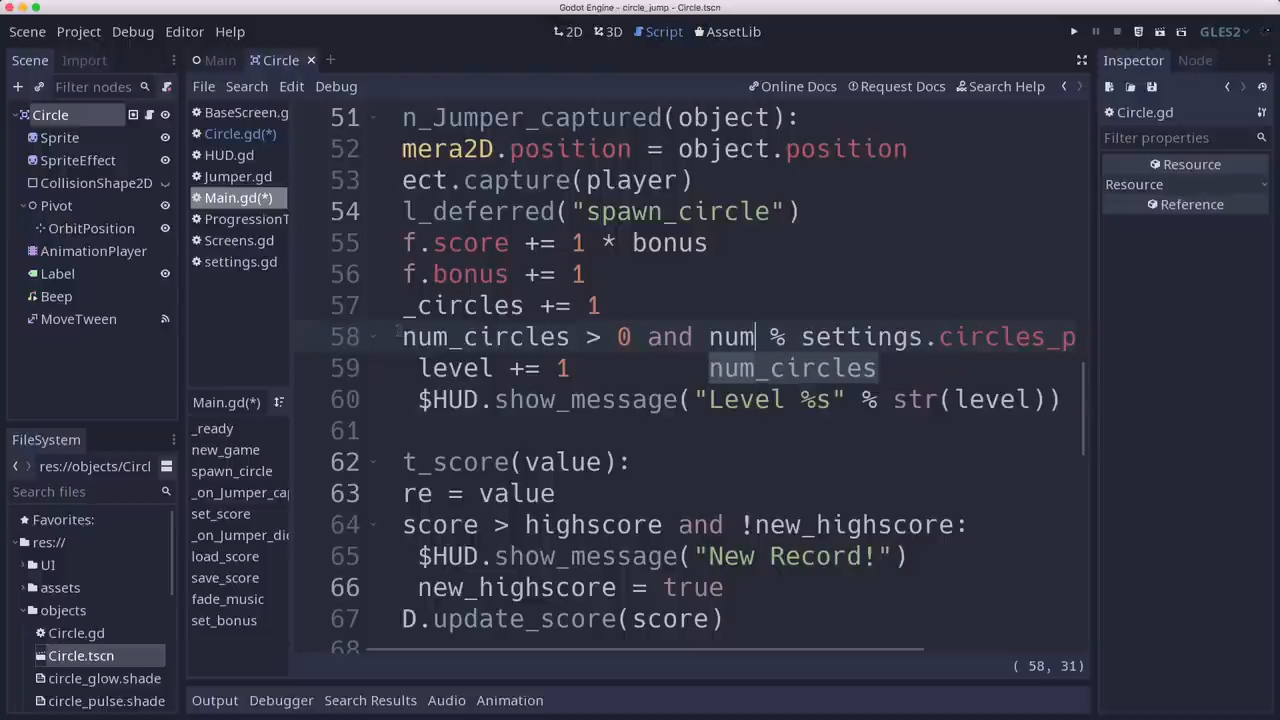 Godot Engine - circle_jump - Circle.tscn
Scene Project Debug Editor Help
2D 3D Script AssetLib
GLES2
Scene Import
Filter nodes
Circle
Sprite
SpriteEffect
CollisionShape2D
Pivot
OrbitPosition
AnimationPlayer
Label
Beep
MoveTween
FileSystem
res://objects/Circl
Search files
Favorites:
res://
UI
assets
objects
Circle.gd
Circle.tscn
circle_glow.shade
circle_pulse.shade
Main Circle
File Search Edit Debug
Online Docs Request Docs Search Help
BaseScreen.g
Circle.gd(*)
HUD.gd
Jumper.gd
Main.gd(*)
ProgressionT
Screens.gd
settings.gd
Main.gd(*)
_ready
new_game
spawn_circle
_on_Jumper_ca
set_score
_on_Jumper_di
load_score
save_score
fade_music
set_bonus
51 n_Jumper_captured(object):
52 mera2D.position = object.position
53 ect.capture(player)
54 l_deferred("spawn_circle")
55 f.score += 1 * bonus
56 f.bonus += 1
57 _circles += 1
58 num_circles > 0 and num % settings.circles_p
59 level += 1
num_circles
60 $HUD.show_message("Level %s" % str(level))
61
62 t_score(value):
63 re = value
64 score > highscore and !new_highscore:
65 $HUD.show_message("New Record!")
66 new_highscore = true
67 D.update_score(score)
68
( 58, 31)
Output Debugger Search Results Audio Animation
Inspector Node
Circle.gd
Filter properties
Resource
Resource
Reference